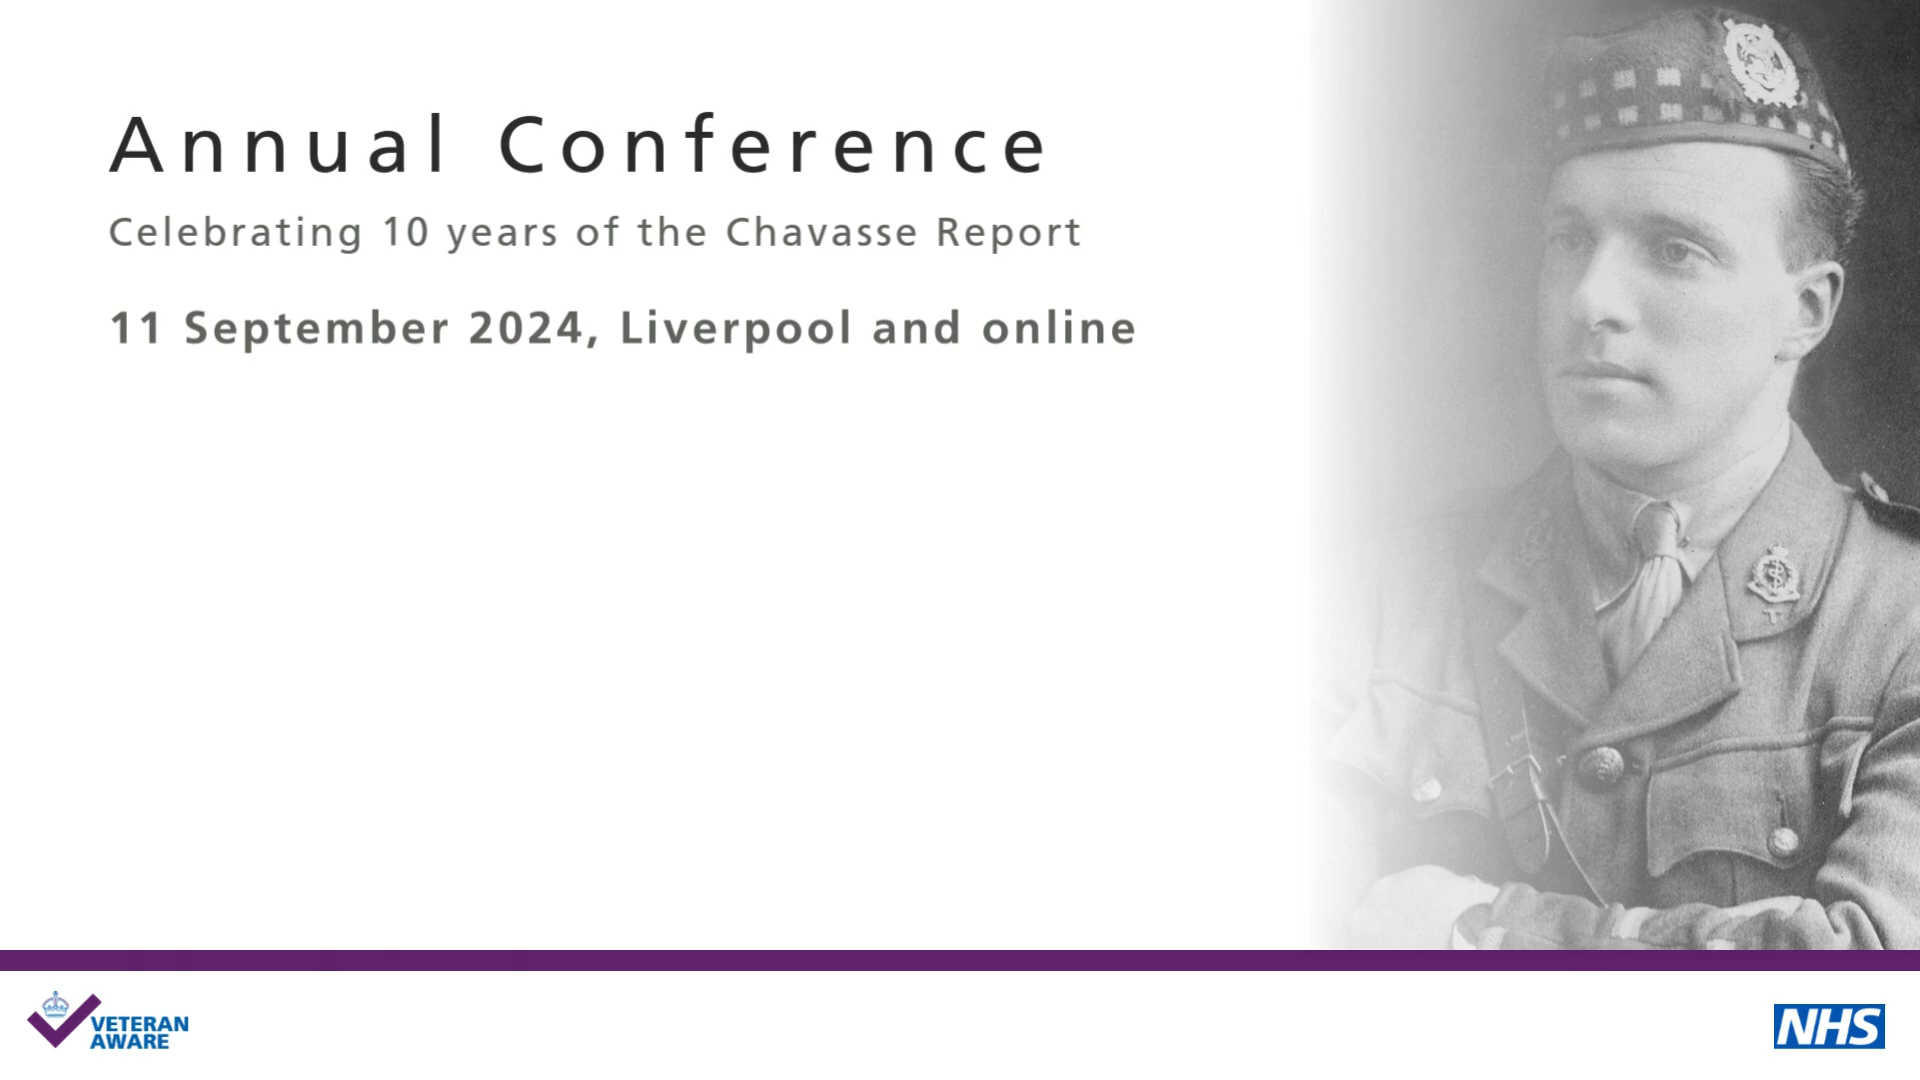 Annual Conference
Celebrating 10 years of the Chavasse Report
11 September 2024, Liverpool and online
VETERAN
AWARE
NHS